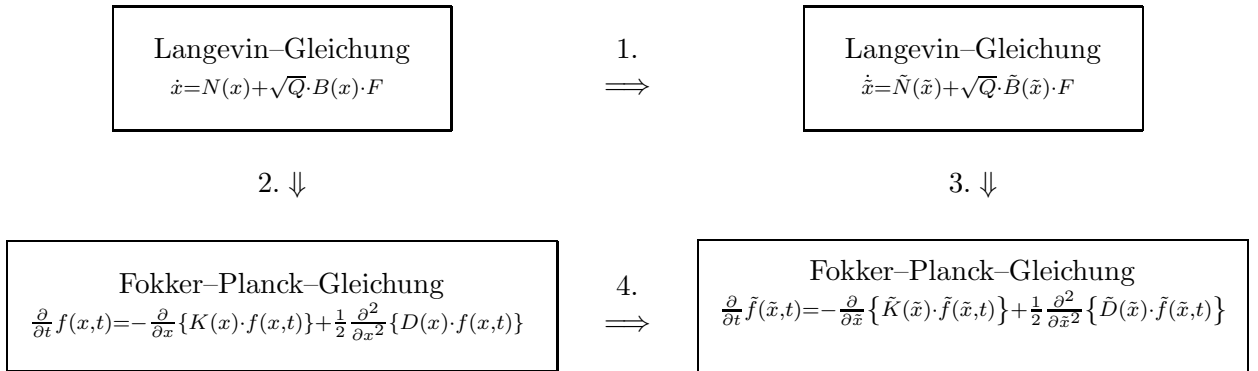 Langevin–Gleichung 1. Langevin–Gleichung
ẋ=N(x)+√Q·B(x)·F ⟹ x̃̇=Ñ(x̃)+√Q·B̃(x̃)·F
2. ⇓ 3. ⇓
Fokker–Planck–Gleichung 4. Fokker–Planck–Gleichung
∂/∂t f(x,t)=−∂/∂x{K(x)·f(x,t)}+1/2 ∂²/∂x²{D(x)·f(x,t)} ⟹ ∂/∂t f̃(x̃,t)=−∂/∂x̃{K̃(x̃)·f̃(x̃,t)}+1/2 ∂²/∂x̃²{D̃(x̃)·f̃(x̃,t)}